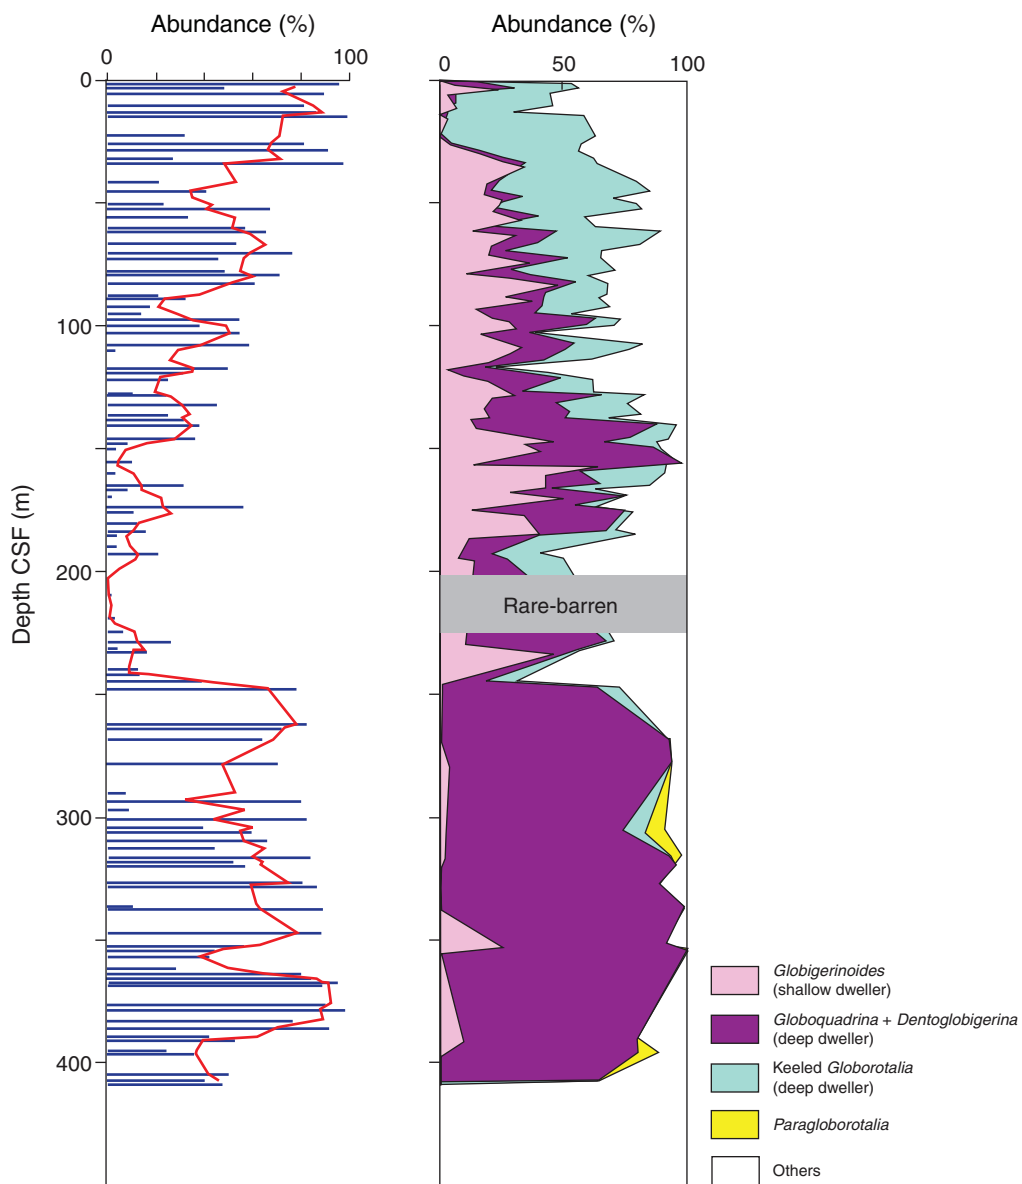 Abundance (%)
Abundance (%)
0
100
0
50
100
0
100
200
300
400
Depth CSF (m)
Rare-barren
Globigerinoides
(shallow dweller)
Globoquadrina + Dentoglobigerina
(deep dweller)
Keeled Globorotalia
(deep dweller)
Paragloborotalia
Others